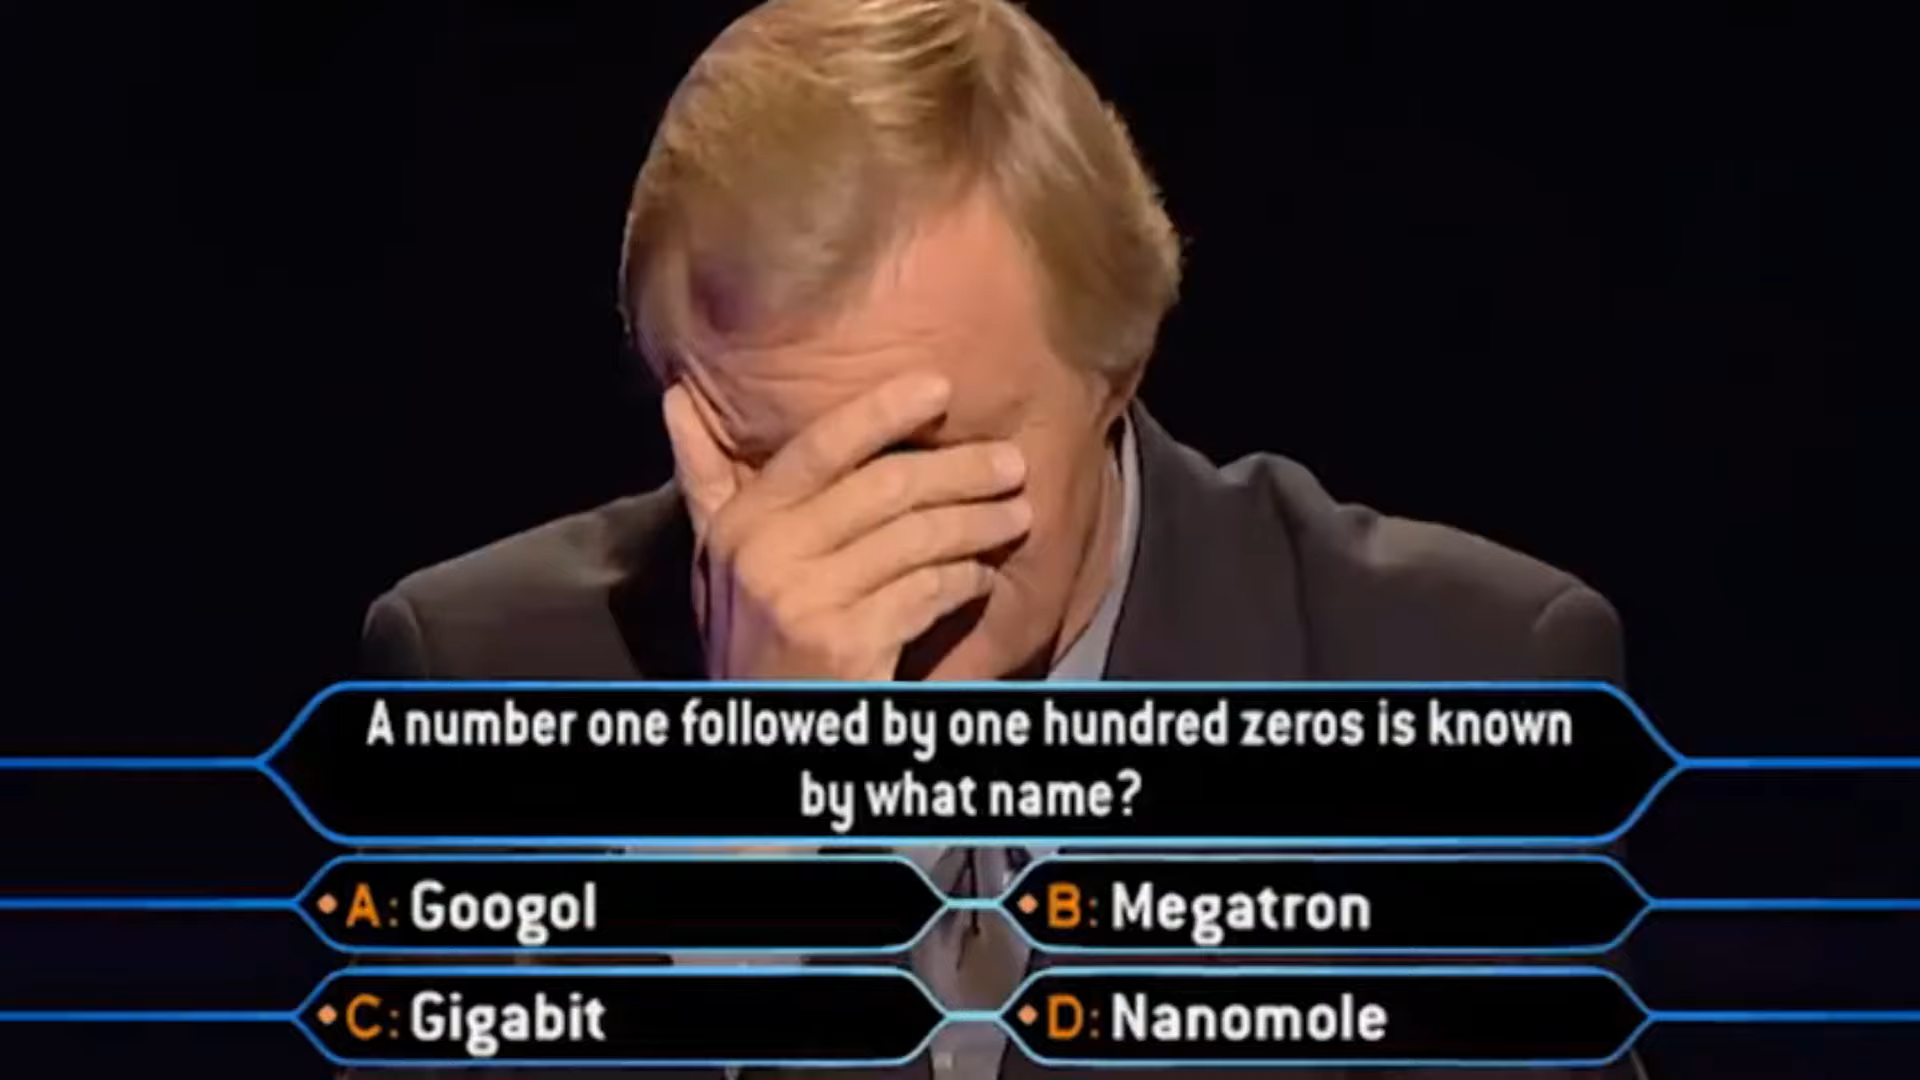 A number one followed by one hundred zeros is known
by what name?
A: Googol
B: Megatron
C: Gigabit
D: Nanomole